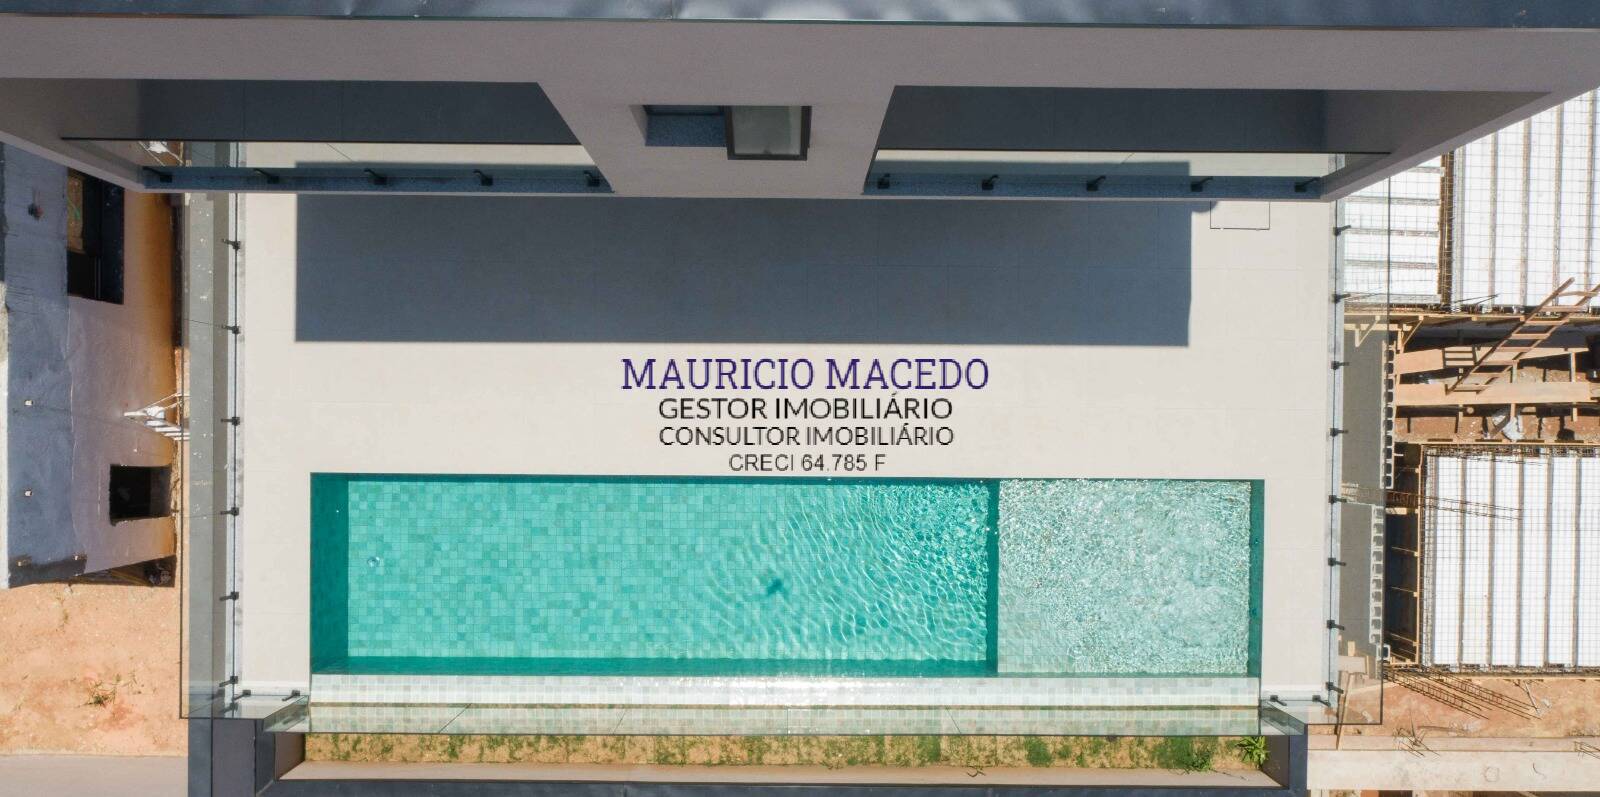 MAURICIO MACEDO
GESTOR IMOBILIÁRIO
CONSULTOR IMOBILIÁRIO
CRECI 64.785 F